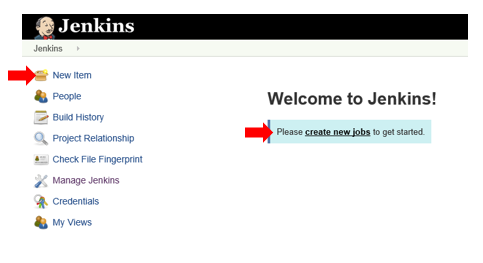 Jenkins
Jenkins
New Item
People
Build History
Project Relationship
Check File Fingerprint
Manage Jenkins
Credentials
My Views
Welcome to Jenkins!
Please create new jobs to get started.